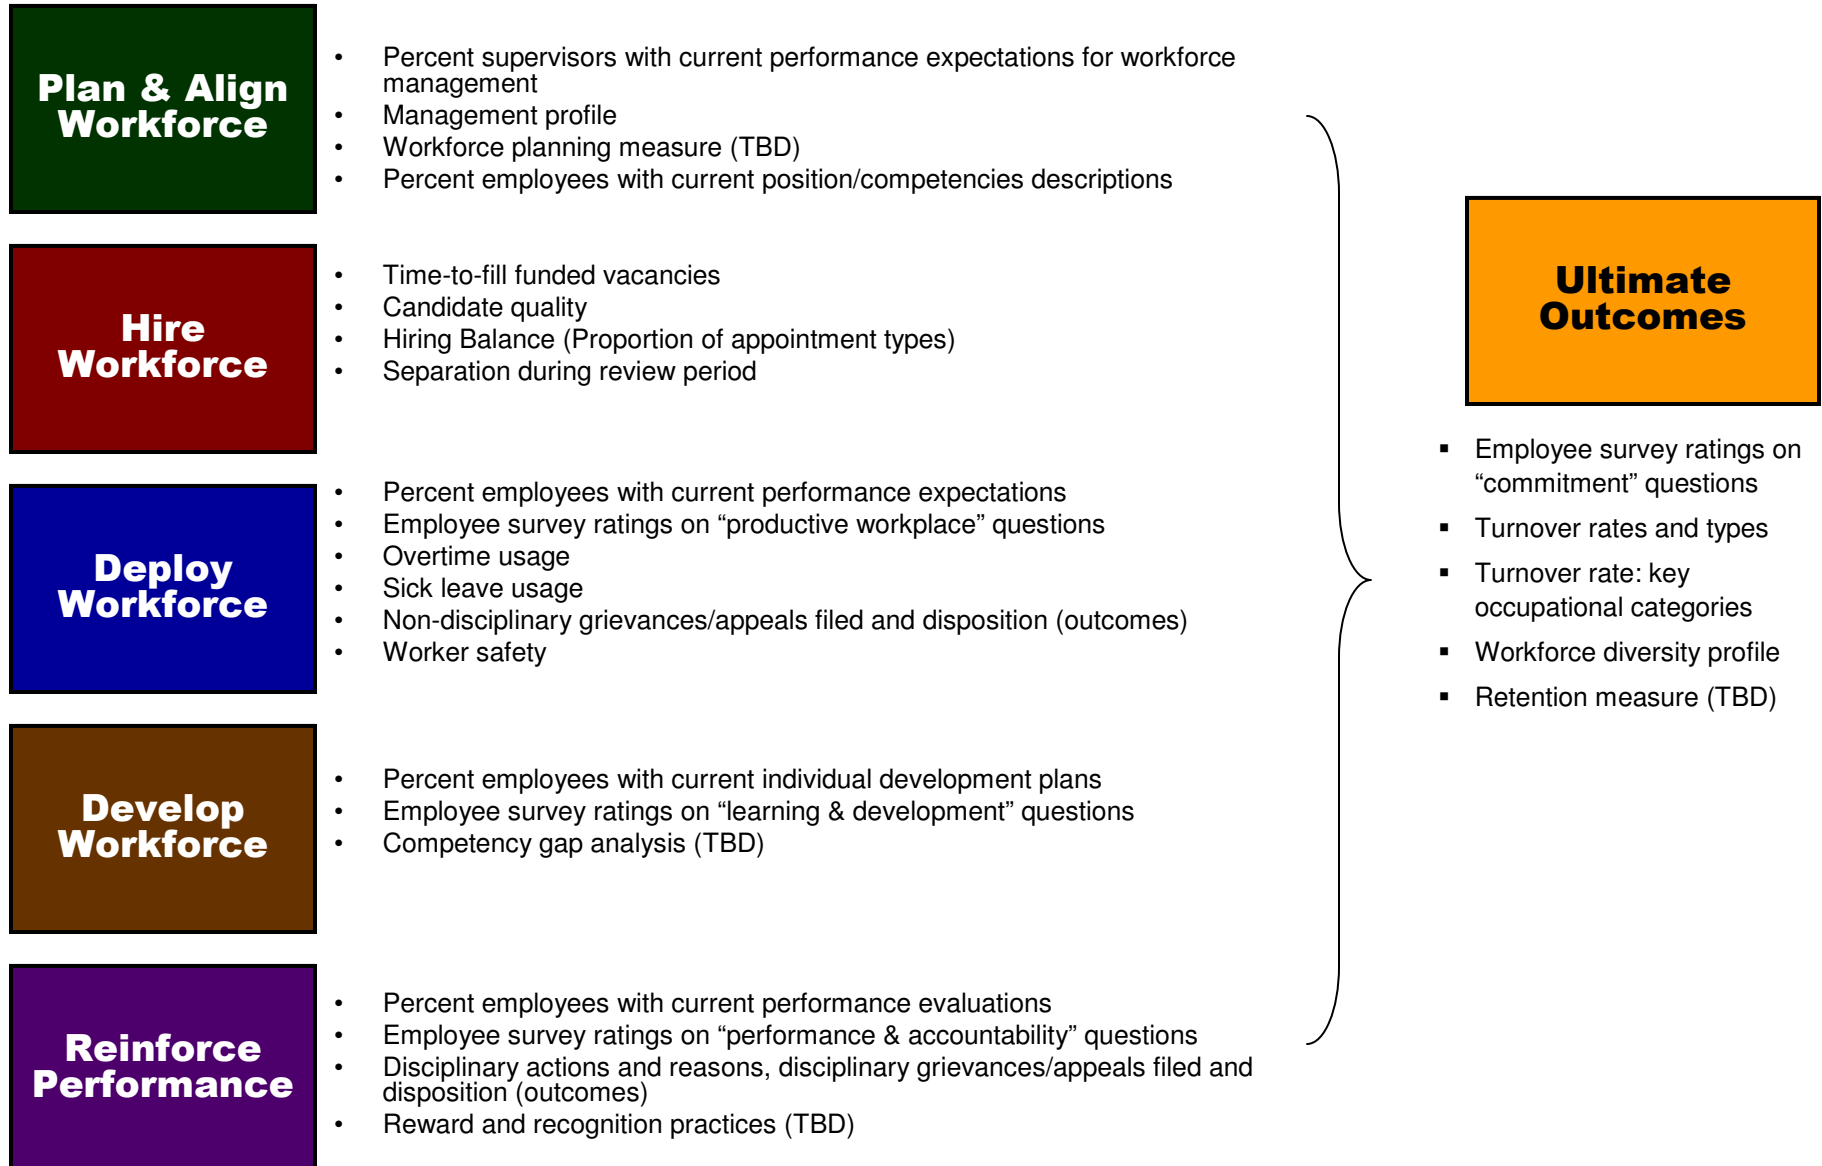 Plan & Align
Workforce
• Percent supervisors with current performance expectations for workforce
management
• Management profile
• Workforce planning measure (TBD)
• Percent employees with current position/competencies descriptions
Hire
Workforce
• Time-to-fill funded vacancies
• Candidate quality
• Hiring Balance (Proportion of appointment types)
• Separation during review period
Deploy
Workforce
• Percent employees with current performance expectations
• Employee survey ratings on “productive workplace” questions
• Overtime usage
• Sick leave usage
• Non-disciplinary grievances/appeals filed and disposition (outcomes)
• Worker safety
Develop
Workforce
• Percent employees with current individual development plans
• Employee survey ratings on “learning & development” questions
• Competency gap analysis (TBD)
Reinforce
Performance
• Percent employees with current performance evaluations
• Employee survey ratings on “performance & accountability” questions
• Disciplinary actions and reasons, disciplinary grievances/appeals filed and
disposition (outcomes)
• Reward and recognition practices (TBD)
Ultimate
Outcomes
▪ Employee survey ratings on
“commitment” questions
▪ Turnover rates and types
▪ Turnover rate: key
occupational categories
▪ Workforce diversity profile
▪ Retention measure (TBD)